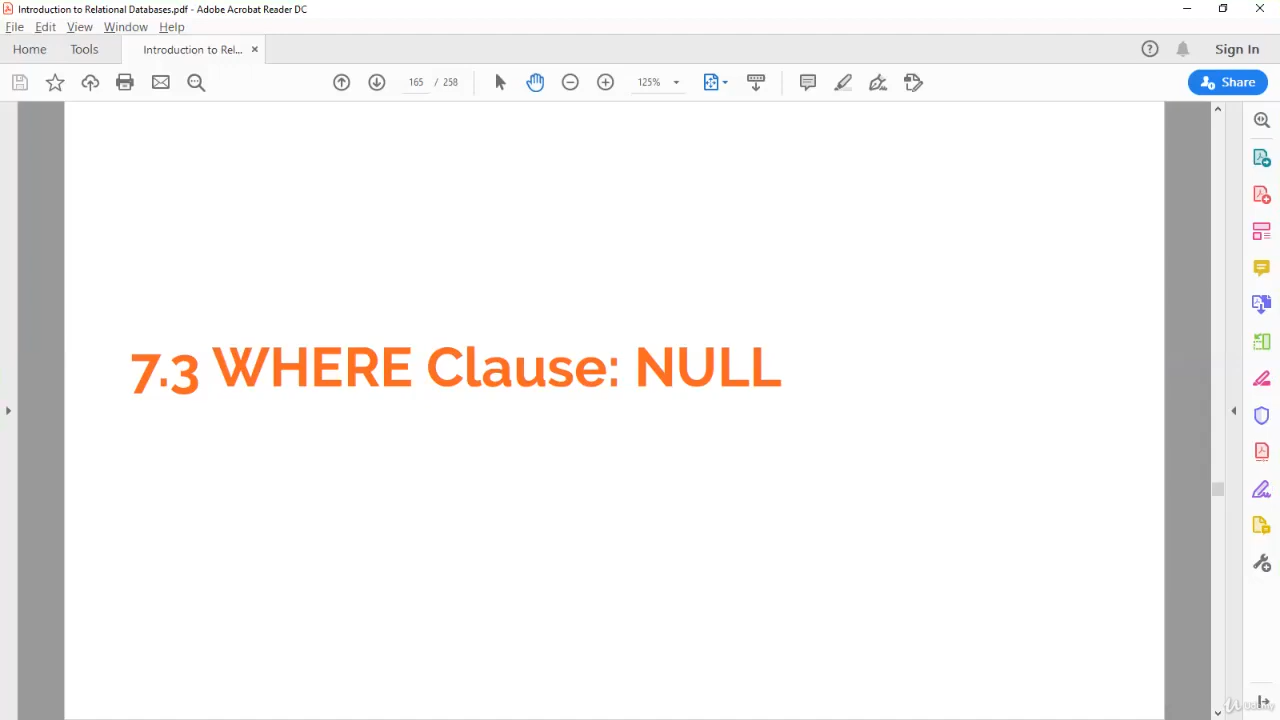 Introduction to Relational Databases.pdf - Adobe Acrobat Reader DC
File Edit View Window Help
Home Tools Introduction to Rel... × Sign In
165 / 258 125% Share
7.3 WHERE Clause: NULL
Udemy